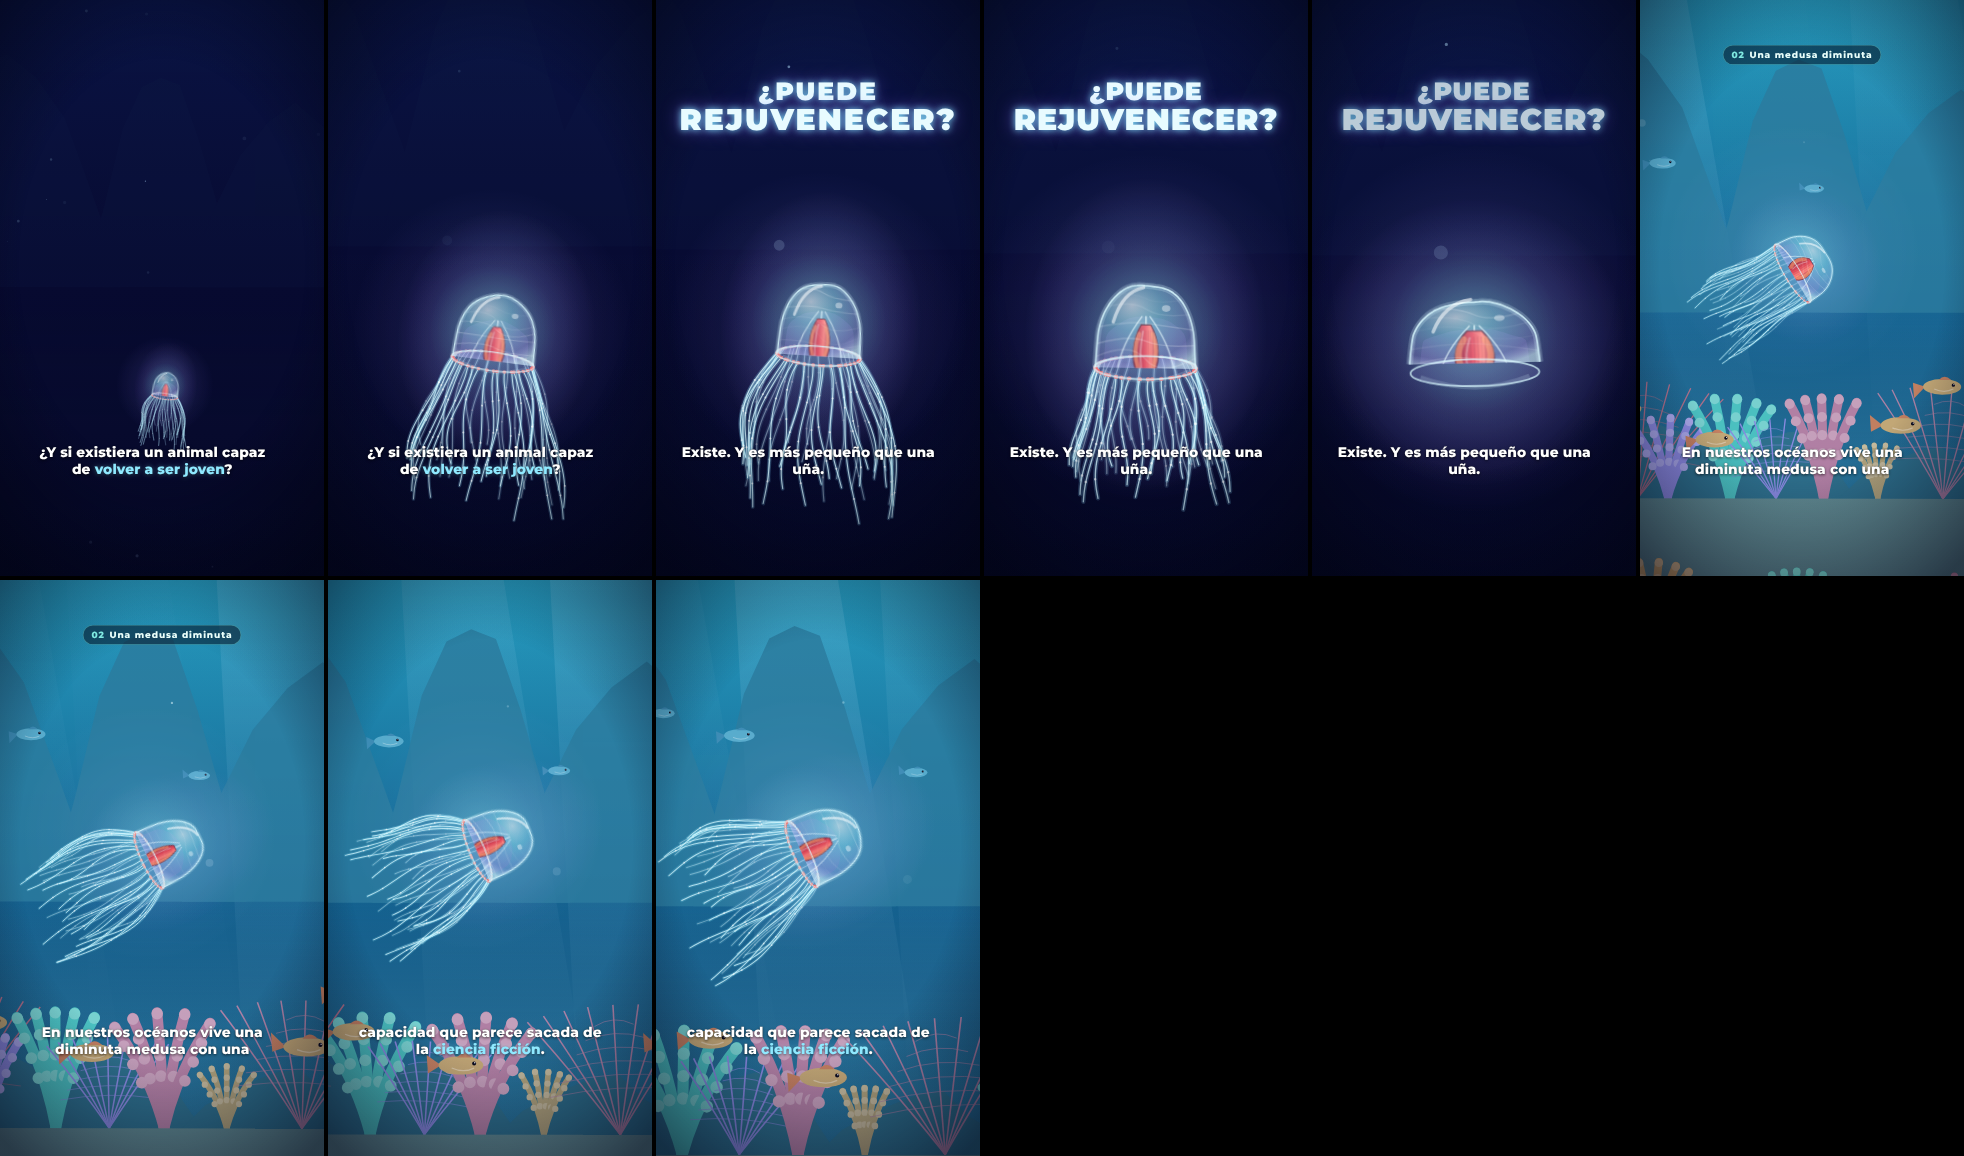 ¿Y si existiera un animal capaz
de volver a ser joven?
¿Y si existiera un animal capaz
de volver a ser joven?
¿PUEDE
REJUVENECER?
Existe. Y es más pequeño que una
uña.
¿PUEDE
REJUVENECER?
Existe. Y es más pequeño que una
uña.
¿PUEDE
REJUVENECER?
Existe. Y es más pequeño que una
uña.
02 Una medusa diminuta
En nuestros océanos vive una
diminuta medusa con una
02 Una medusa diminuta
En nuestros océanos vive una
diminuta medusa con una
capacidad que parece sacada de
la ciencia ficción.
capacidad que parece sacada de
la ciencia ficción.